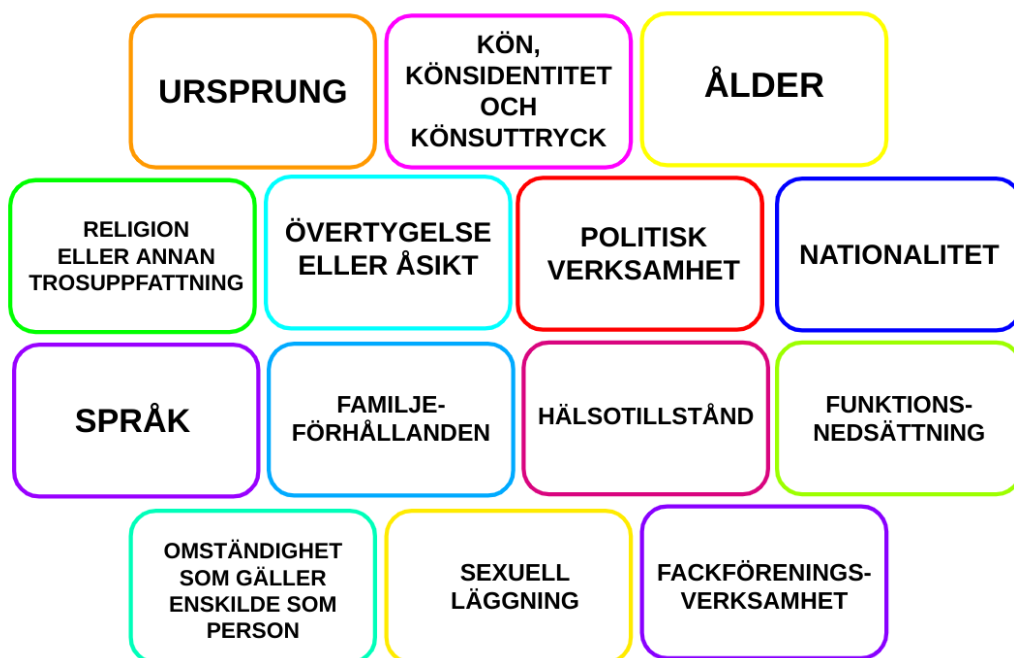 URSPRUNG
KÖN,
KÖNSIDENTITET
OCH
KÖNSUTTRYCK
ÅLDER
RELIGION
ELLER ANNAN
TROSUPPFATTNING
ÖVERTYGELSE
ELLER ÅSIKT
POLITISK
VERKSAMHET
NATIONALITET
SPRÅK
FAMILJE-
FÖRHÅLLANDEN
HÄLSOTILLSTÅND
FUNKTIONS-
NEDSÄTTNING
OMSTÄNDIGHET
SOM GÄLLER
ENSKILDE SOM
PERSON
SEXUELL
LÄGGNING
FACKFÖRENINGS-
VERKSAMHET